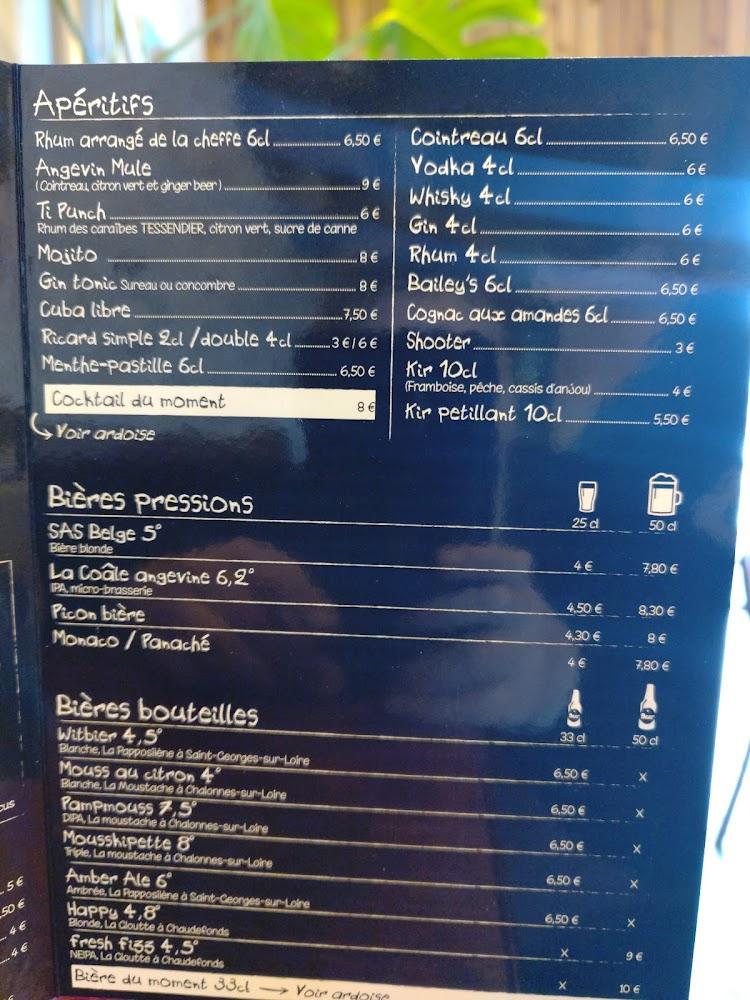 Apéritifs
Rhum arrangé de la cheffe 6cl 6,50 €
Angevin Mule
(Cointreau, citron vert et ginger beer) 9 €
Ti Punch 6 €
Rhum des caraïbes TESSENDIER, citron vert, sucre de canne
Mojito 8 €
Gin tonic Sureau ou concombre 8 €
Cuba libre 7,50 €
Ricard simple 2cl / double 4cl 3 € / 6 €
Menthe-pastille 6cl 6,50 €
Cocktail du moment 8 €
Voir ardoise
Cointreau 6cl 6,50 €
Vodka 4cl 6 €
Whisky 4cl 6 €
Gin 4cl 6 €
Rhum 4cl 6 €
Bailey's 6cl 6,50 €
Cognac aux amandes 6cl 6,50 €
Shooter 3 €
Kir 10cl
(Framboise, pêche, cassis d'anjou) 4 €
Kir petillant 10cl 5,50 €
Bières pressions 25 cl 50 cl
SAS Belge 5°
Bière blonde 4 € 7,80 €
La Coâle angevine 6,2°
IPA, micro-brasserie 4,50 € 8,30 €
Picon bière 4,30 € 8 €
Monaco / Panaché 4 € 7,80 €
Bières bouteilles 33 cl 50 cl
Witbier 4,5°
Blanche, La Papposilène à Saint-Georges-sur-Loire 6,50 € x
Mouss au citron 4°
Blanche, La Moustache à Chalonnes-sur-Loire 6,50 € x
Pampmouss 7,5°
DIPA, La moustache à Chalonnes-sur-Loire 6,50 € x
Mousskipette 8°
Triple, La moustache à Chalonnes-sur-Loire 6,50 € x
Amber Ale 6°
Ambrée, La Papposilène à Saint-Georges-sur-Loire 6,50 € x
Happy 4,8°
Blonde, La Gloutte à Chaudefonds x 9 €
fresh fizz 4,5°
NEIPA, La Gloutte à Chaudefonds x 10 €
Bière du moment 33cl Voir ardoise
5 €
,50 €
4 €
4 €